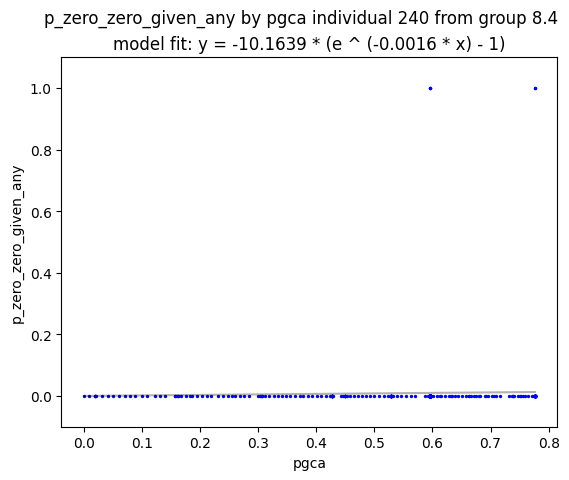 p_zero_zero_given_any by pgca individual 240 from group 8.4
model fit: y = -10.1639 * (e ^ (-0.0016 * x) - 1)
1.0
0.8
0.6
0.4
0.2
0.0
p_zero_zero_given_any
0.0 0.1 0.2 0.3 0.4 0.5 0.6 0.7 0.8
pgca